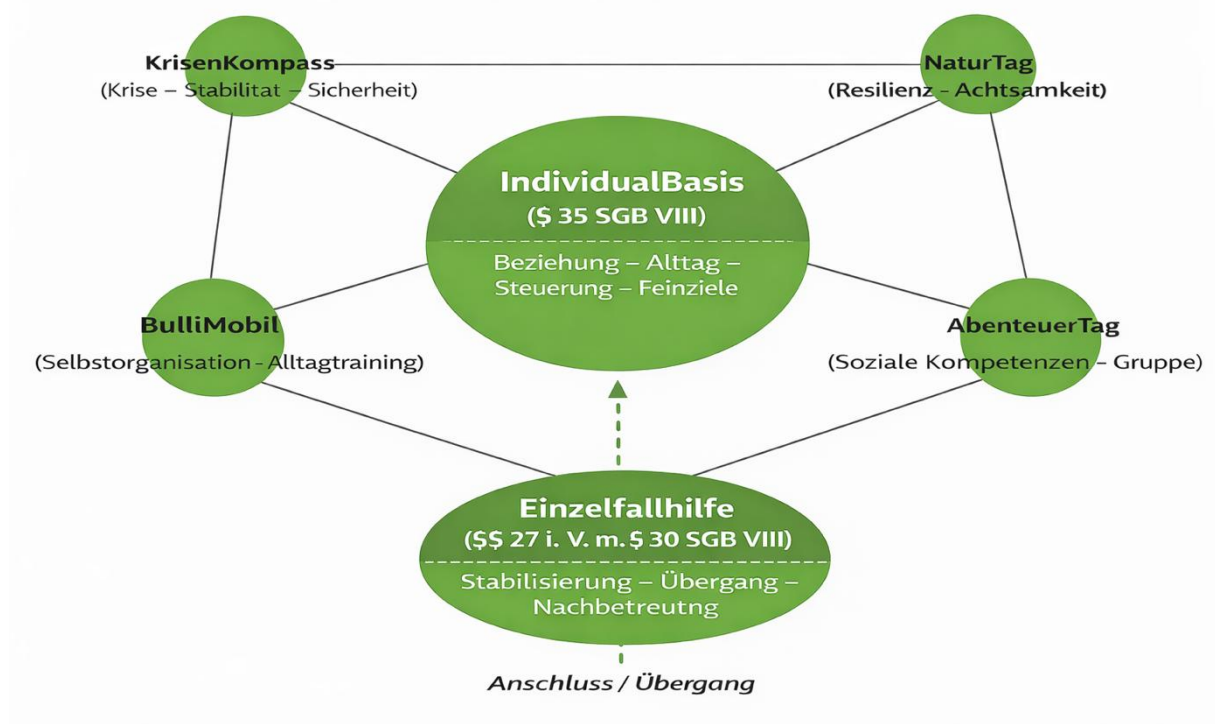 KrisenKompass
(Krise – Stabilitat – Sicherheit)
NaturTag
(Resilienz - Achtsamkeit)
IndividualBasis
($ 35 SGB VIII)
Beziehung – Alttag –
Steuerung – Feinziele
BulliMobil
(Selbstorganisation - Alltagtraining)
AbenteuerTag
(Soziale Kompetenzen - Gruppe)
Einzelfallhilfe
($$ 27 i. V. m. $ 30 SGB VIII)
Stabilisierung – Übergang –
Nachbetreutng
Anschluss / Übergang